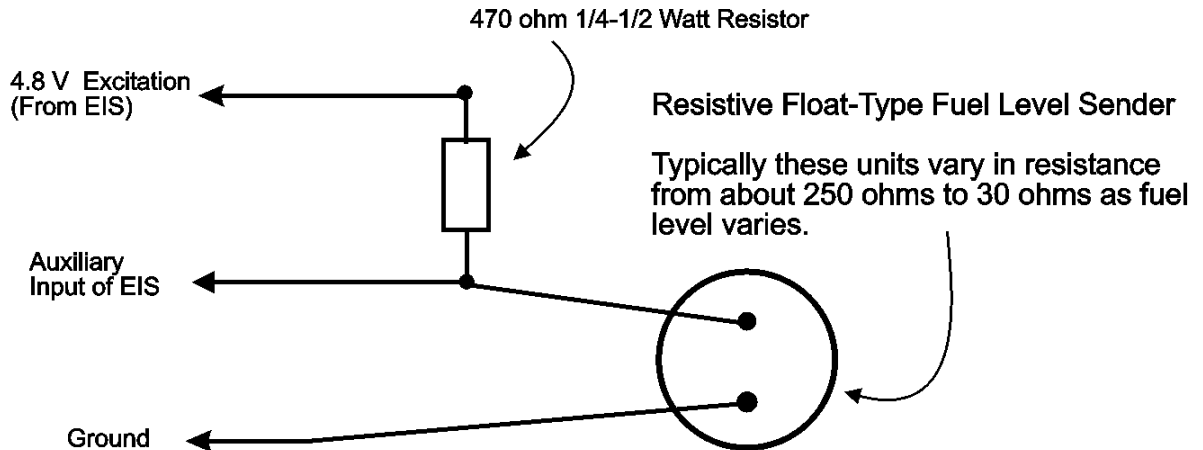 470 ohm 1/4-1/2 Watt Resistor
4.8 V Excitation
(From EIS)
Resistive Float-Type Fuel Level Sender
Typically these units vary in resistance
from about 250 ohms to 30 ohms as fuel
level varies.
Auxiliary
Input of EIS
Ground